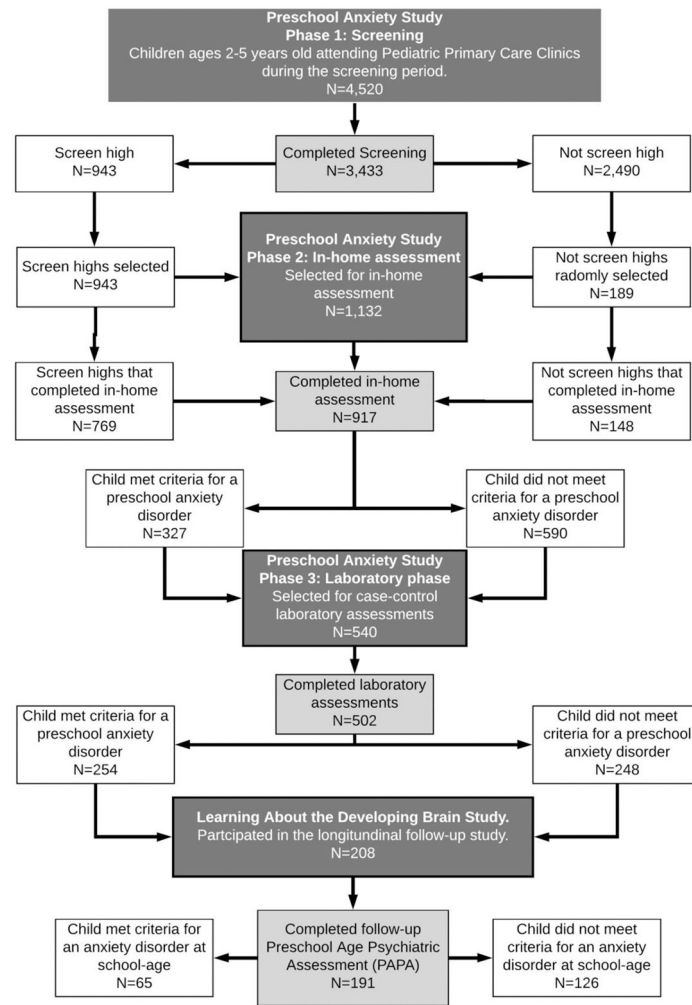 Preschool Anxiety Study
Phase 1: Screening
Children ages 2-5 years old attending Pediatric Primary Care Clinics
during the screening period.
N=4,520
Screen high
N=943
Completed Screening
N=3,433
Not screen high
N=2,490
Screen highs selected
N=943
Preschool Anxiety Study
Phase 2: In-home assessment
Selected for in-home
assessment
N=1,132
Not screen highs
radomly selected
N=189
Screen highs that
completed in-home
assessment
N=769
Completed in-home
assessment
N=917
Not screen highs that
completed in-home
assessment
N=148
Child met criteria for a
preschool anxiety
disorder
N=327
Child did not meet
criteria for a preschool
anxiety disorder
N=590
Preschool Anxiety Study
Phase 3: Laboratory phase
Selected for case-control
laboratory assessments
N=540
Completed laboratory
assessments
N=502
Child met criteria for a
preschool anxiety
disorder
N=254
Child did not meet
criteria for a preschool
anxiety disorder
N=248
Learning About the Developing Brain Study.
Partcipated in the longitundinal follow-up study.
N=208
Child met criteria for
an anxiety disorder at
school-age
N=65
Completed follow-up
Preschool Age Psychiatric
Assessment (PAPA)
N=191
Child did not meet
criteria for an anxiety
disorder at school-age
N=126